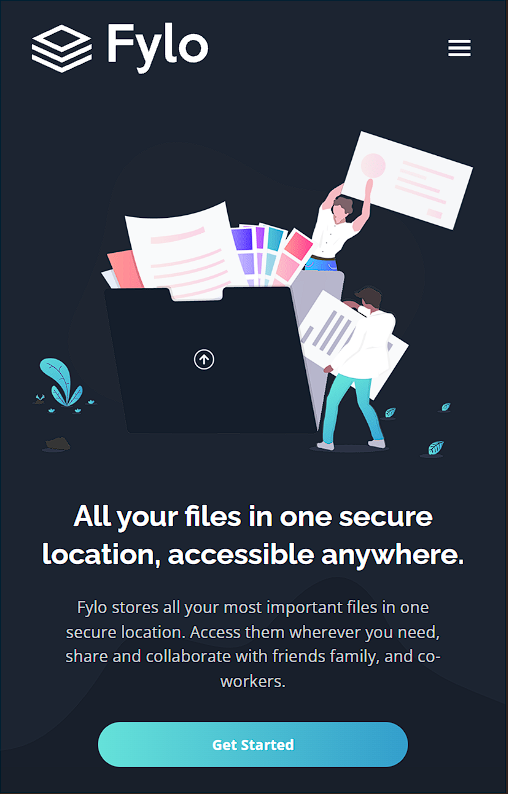 Fylo
All your files in one secure
location, accessible anywhere.
Fylo stores all your most important files in one
secure location. Access them wherever you need,
share and collaborate with friends family, and co-
workers.
Get Started